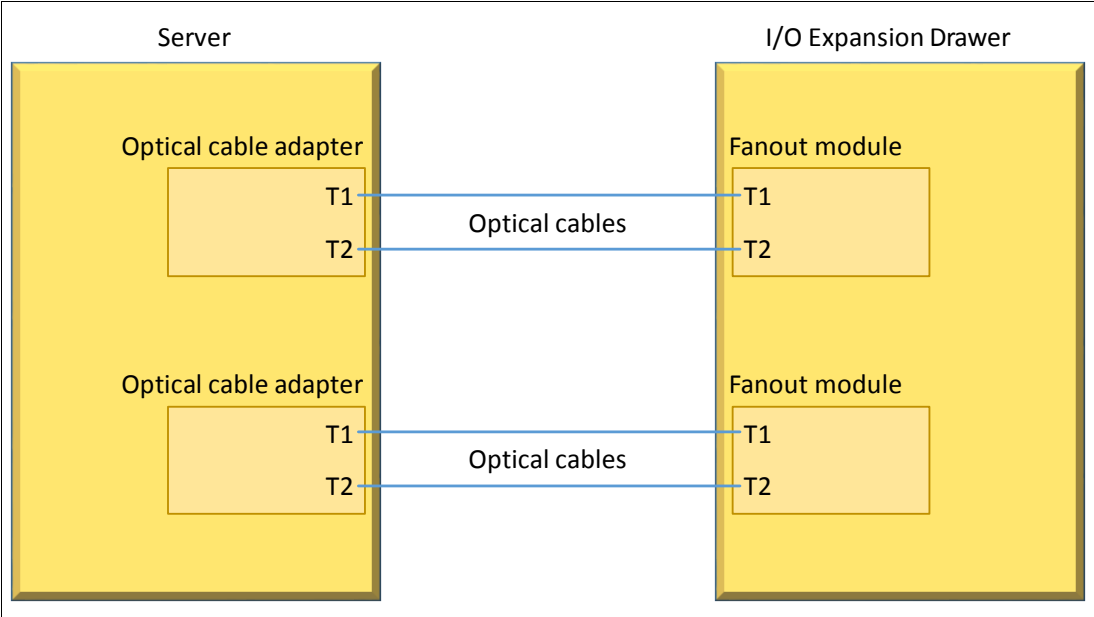 Server
I/O Expansion Drawer
Optical cable adapter
Fanout module
T1
T1
Optical cables
T2
T2
Optical cable adapter
Fanout module
T1
T1
Optical cables
T2
T2